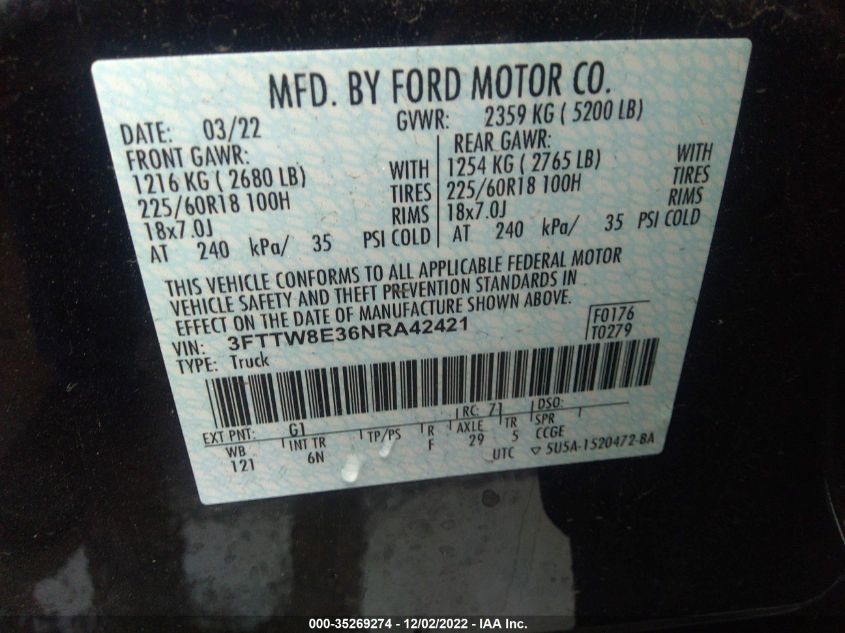 MFD. BY FORD MOTOR CO.
DATE: 03/22 GVWR: 2359 KG ( 5200 LB)
FRONT GAWR: REAR GAWR:
1216 KG ( 2680 LB) WITH 1254 KG ( 2765 LB) WITH
225/60R18 100H TIRES 225/60R18 100H TIRES
18x7.0J RIMS 18x7.0J RIMS
AT 240 kPa/ 35 PSI COLD AT 240 kPa/ 35 PSI COLD
THIS VEHICLE CONFORMS TO ALL APPLICABLE FEDERAL MOTOR
VEHICLE SAFETY AND THEFT PREVENTION STANDARDS IN
EFFECT ON THE DATE OF MANUFACTURE SHOWN ABOVE.
VIN: 3FTTW8E36NRA42421 F0176
TYPE: Truck T0279
EXT PNT: G1 RC: 71 DSO:
WB INT TR TP/PS R AXLE TR SPR
121 6N F 29 5 CCGE
UTC ▽ 5U5A-1520472-BA
000-35269274 - 12/02/2022 - IAA Inc.